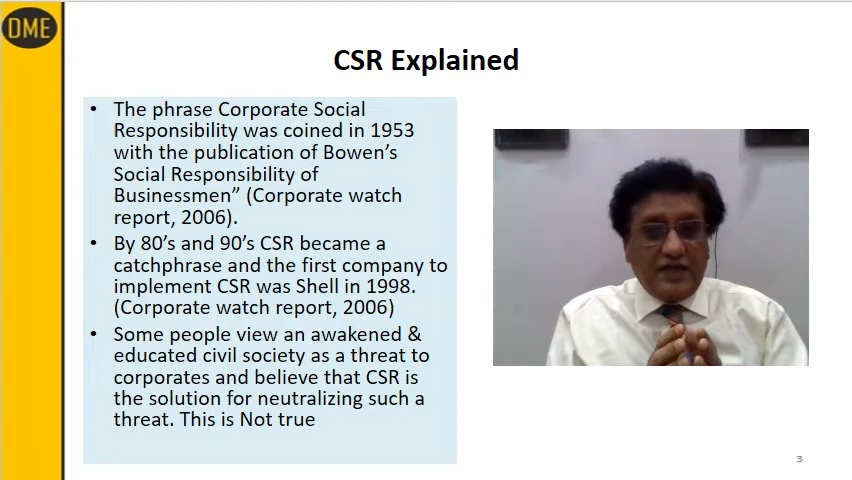 DME
CSR Explained
• The phrase Corporate Social
Responsibility was coined in 1953
with the publication of Bowen’s
Social Responsibility of
Businessmen” (Corporate watch
report, 2006).
• By 80’s and 90’s CSR became a
catchphrase and the first company to
implement CSR was Shell in 1998.
(Corporate watch report, 2006)
• Some people view an awakened &
educated civil society as a threat to
corporates and believe that CSR is
the solution for neutralizing such a
threat. This is Not true
3